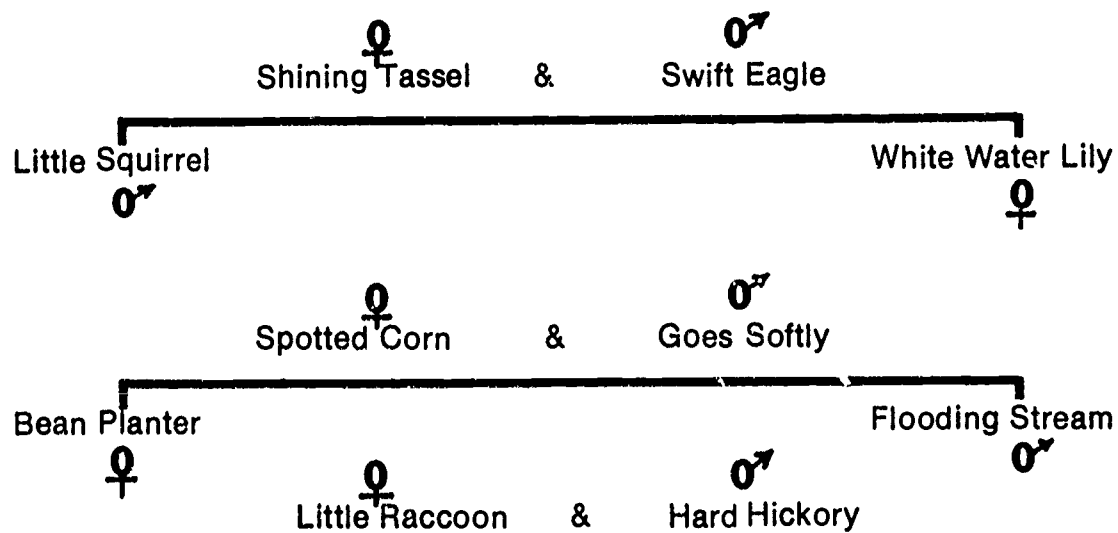 Shining Tassel & Swift Eagle
Little Squirrel White Water Lily
Spotted Corn & Goes Softly
Bean Planter Flooding Stream
Little Raccoon & Hard Hickory